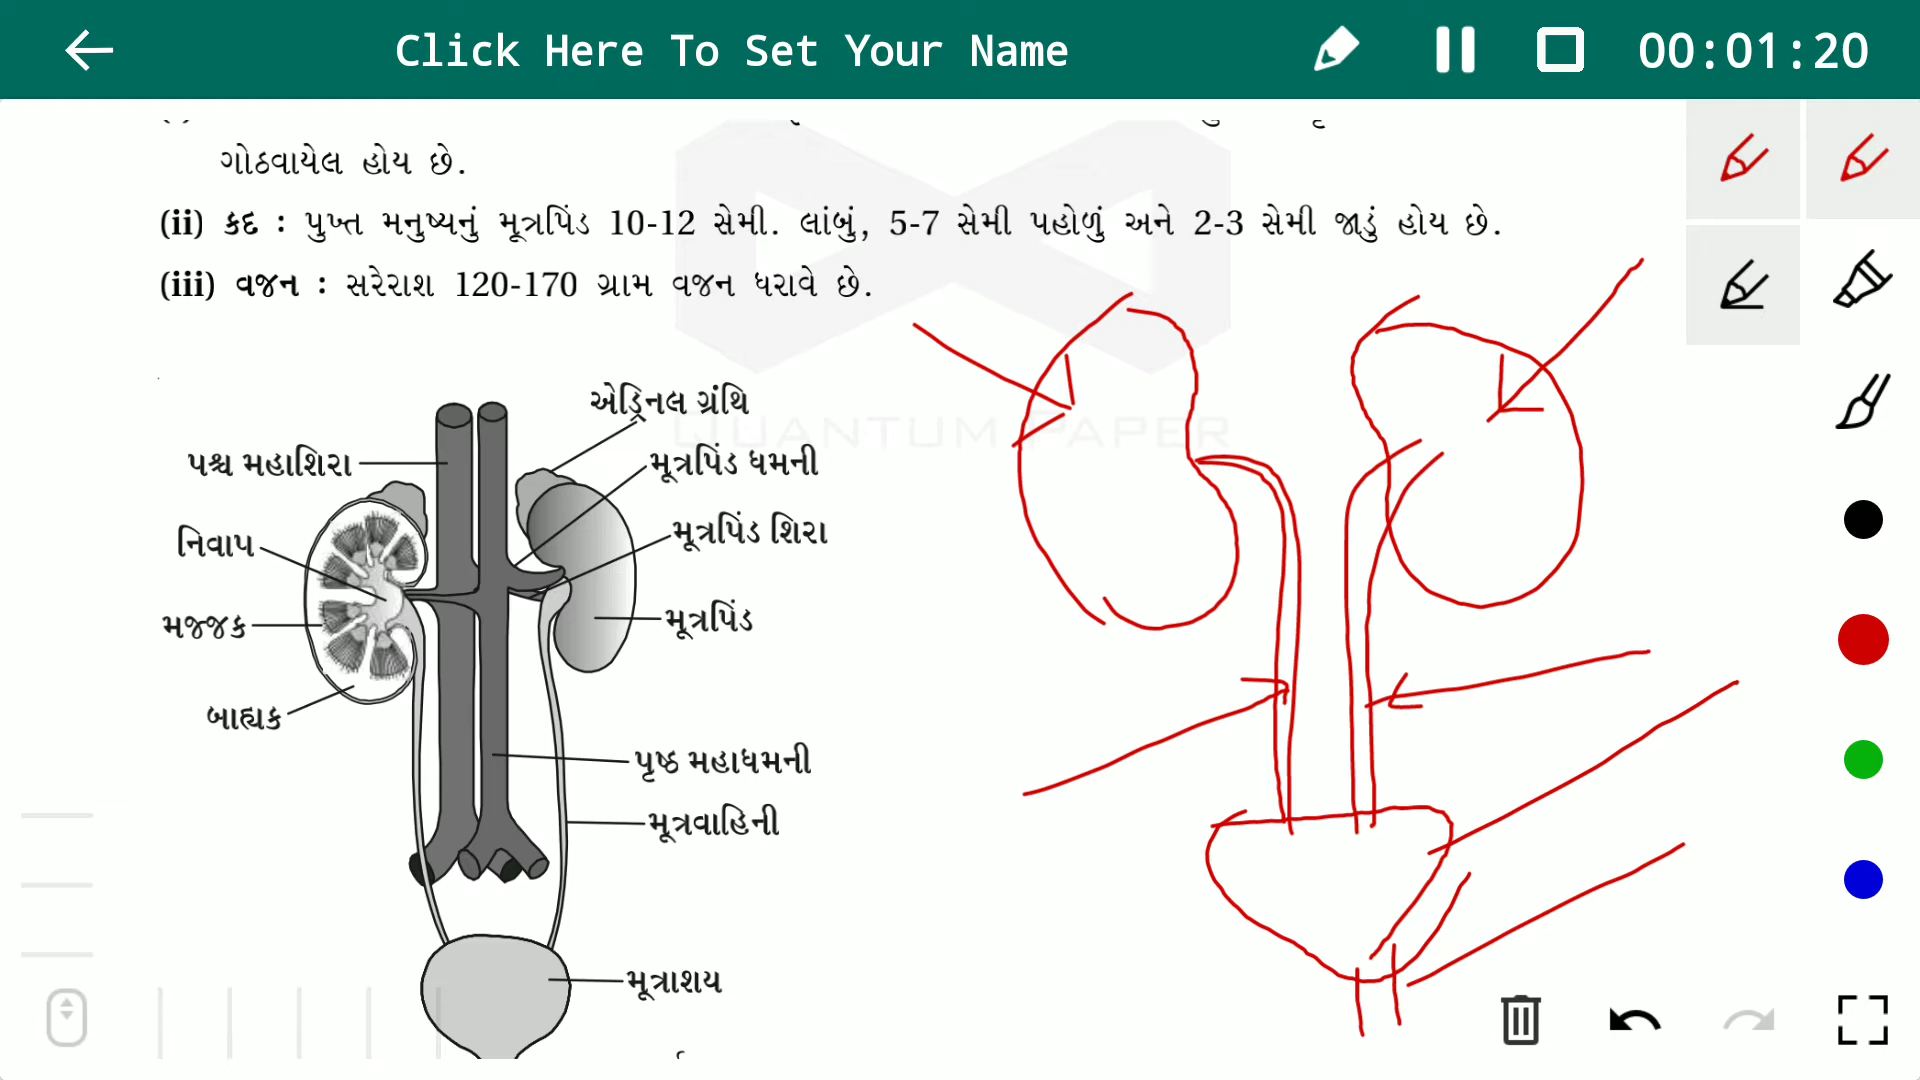 Click Here To Set Your Name
00:01:20
ગોઠવાયેલ હોય છે.
(ii) કદ : પુખ્ત મનુષ્યનું મૂત્રપિંડ 10-12 સેમી. લાંબું, 5-7 સેમી પહોળું અને 2-3 સેમી જાડું હોય છે.
(iii) વજન : સરેરાશ 120-170 ગ્રામ વજન ધરાવે છે.
QUANTUM PAPER
એડ્રિનલ ગ્રંથિ
પશ્ચ મહાશિરા
મૂત્રપિંડ ધમની
નિવાપ
મૂત્રપિંડ શિરા
મજ્જક
મૂત્રપિંડ
બાહ્યક
પૃષ્ઠ મહાધમની
મૂત્રવાહિની
મૂત્રાશય